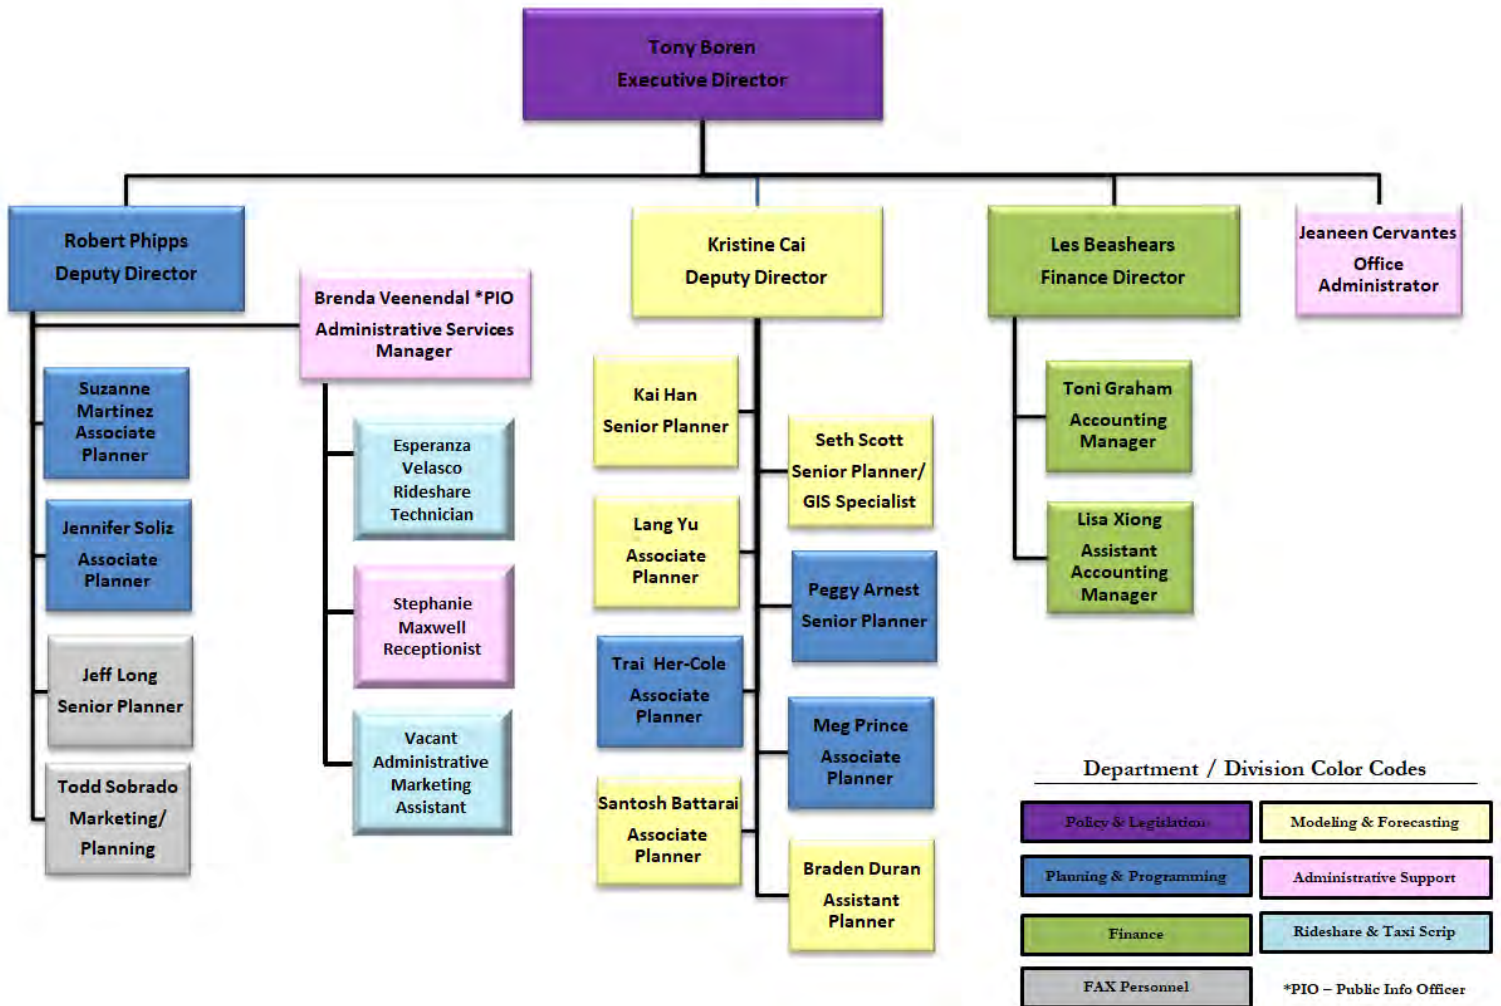 Tony Boren
Executive Director
Robert Phipps
Deputy Director
Brenda Veenendal *PIO
Administrative Services
Manager
Suzanne
Martinez
Associate
Planner
Jennifer Soliz
Associate
Planner
Jeff Long
Senior Planner
Todd Sobrado
Marketing/
Planning
Esperanza
Velasco
Rideshare
Technician
Stephanie
Maxwell
Receptionist
Vacant
Administrative
Marketing
Assistant
Kristine Cai
Deputy Director
Kai Han
Senior Planner
Seth Scott
Senior Planner/
GIS Specialist
Lang Yu
Associate
Planner
Peggy Arnest
Senior Planner
Trai Her-Cole
Associate
Planner
Meg Prince
Associate
Planner
Santosh Battarai
Associate
Planner
Braden Duran
Assistant
Planner
Les Beashears
Finance Director
Toni Graham
Accounting
Manager
Lisa Xiong
Assistant
Accounting
Manager
Jeaneen Cervantes
Office
Administrator
Department / Division Color Codes
Policy & Legislation
Modeling & Forecasting
Planning & Programming
Administrative Support
Finance
Rideshare & Taxi Scrip
FAX Personnel
*PIO – Public Info Officer